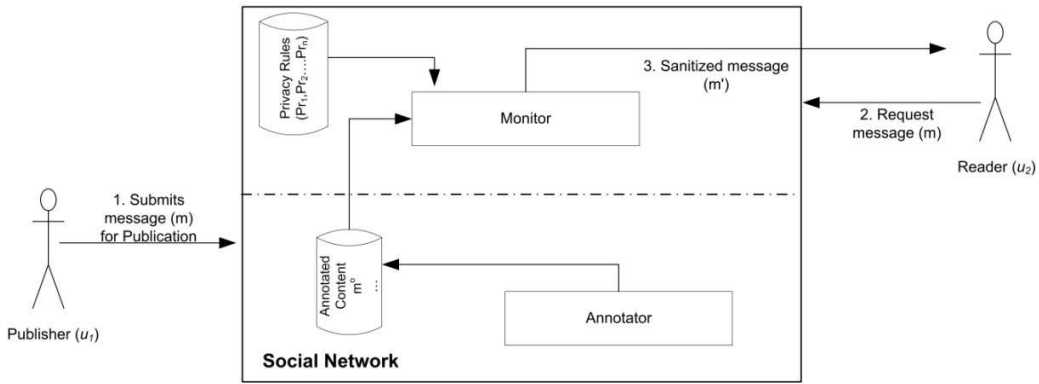 Privacy Rules
(Pr1,Pr2....Prn)
Monitor
3. Sanitized message
(m')
2. Request
message (m)
Reader (u2)
1. Submits
message (m)
for Publication
Publisher (u1)
Annotated
Content
mo
...
Annotator
Social Network